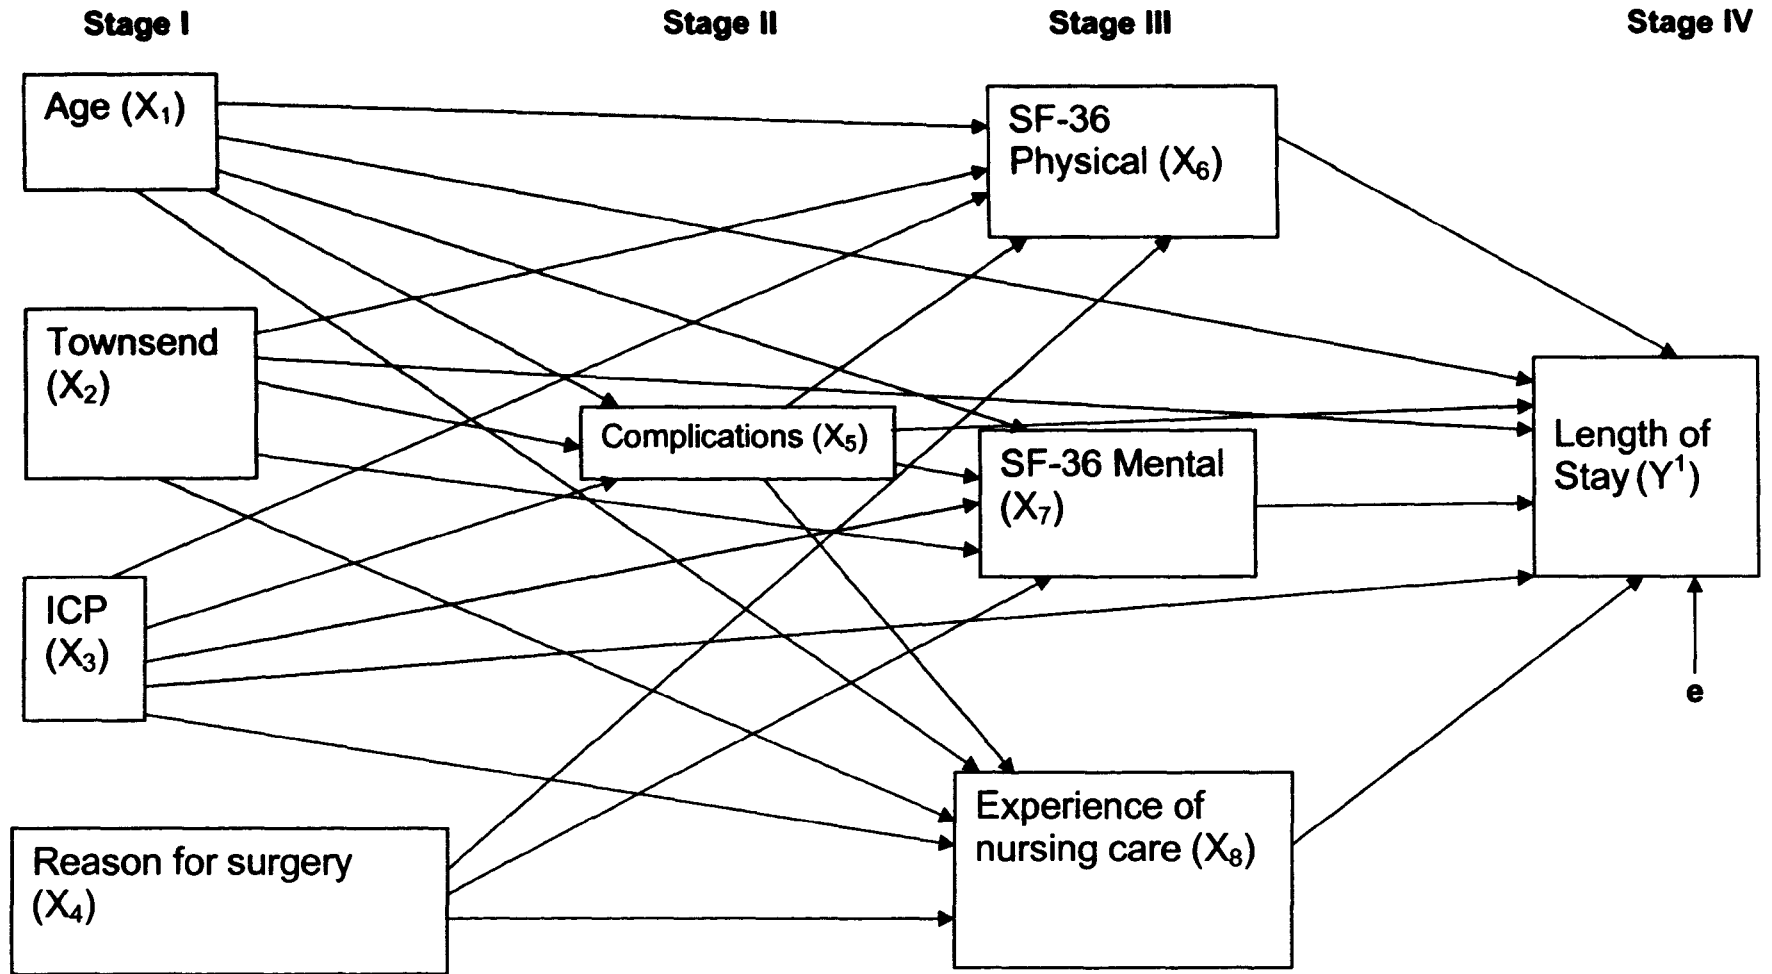 Stage I
Stage II
Stage III
Stage IV
Age (X₁)
SF-36
Physical (X₆)
Townsend
(X₂)
Complications (X₅)
SF-36 Mental
(X₇)
Length of
Stay (Y¹)
ICP
(X₃)
e
Reason for surgery
(X₄)
Experience of
nursing care (X₈)